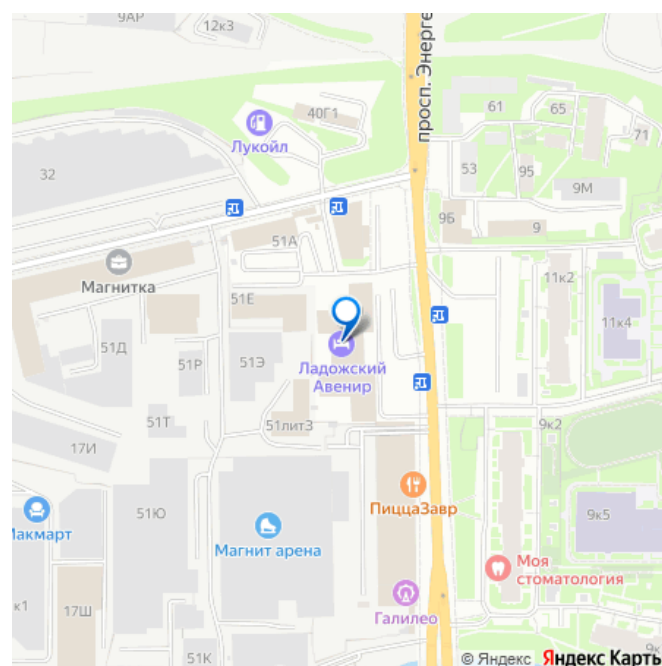 9АР
12к3
просп. Энерге
40Г1
Лукойл
61
65
71
32
53
95
9М
9Б
9
51А
Магнитка
11к2
51Е
11к4
51Д
51Р
51Э
Ладожский
Авенир
51Т
51лит3
9к2
17И
51Ю
ПиццаЗавр
Макмарт
Магнит арена
9к5
Моя
стоматология
к1
17Ш
Галилео
51К
9к
© Яндекс Яндекс Карты